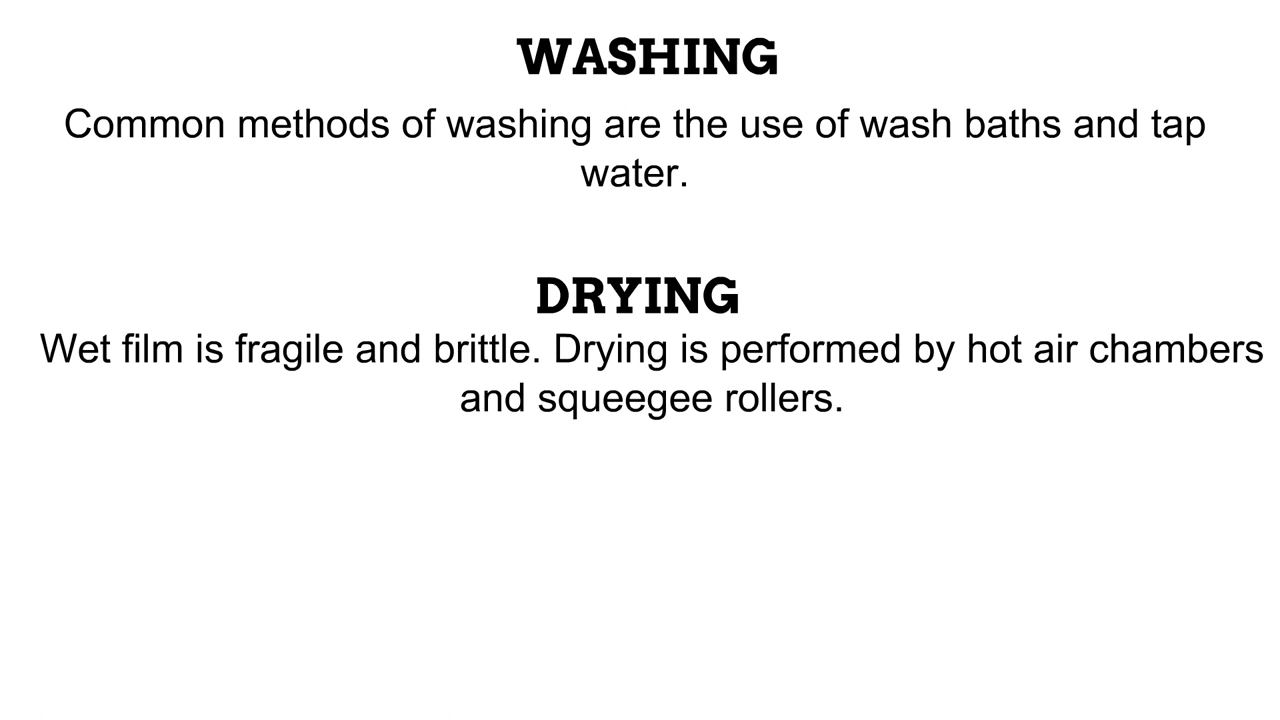 WASHING
Common methods of washing are the use of wash baths and tap
water.
DRYING
Wet film is fragile and brittle. Drying is performed by hot air chambers
and squeegee rollers.